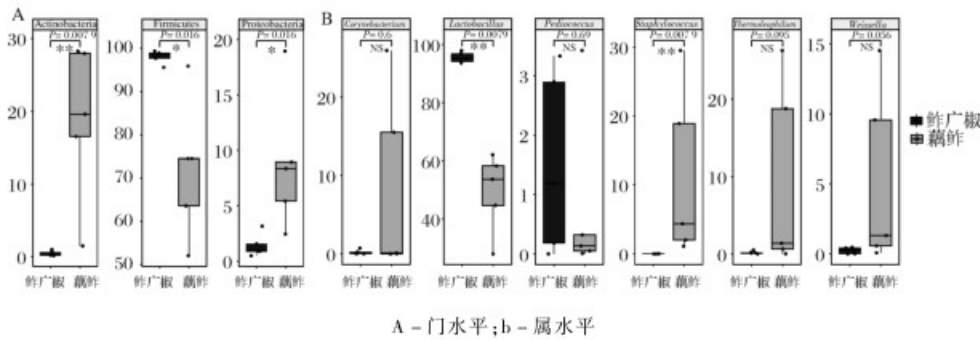 A B
Actinobacteria Firmicutes Proteobacteria Corynebacterium Lactobacillus Pediococcus Staphylococcus Thermolophilum Weissella
P= 0.007 9 P= 0.016 P= 0.016 P= 0.6 P= 0.0079 P= 0.69 P= 0.007 9 P= 0.095 P= 0.056
** * * NS ** NS ** NS NS
30 100 20 100 30 15
90 15 20 3 10
20 80 10 80 2 20 20
10 70 5 10 60 1 10 10 5
60 40
0 50 0 0 0 0 0 0
鲊广椒 藕鲊 鲊广椒 藕鲊 鲊广椒 藕鲊 鲊广椒 藕鲊 鲊广椒 藕鲊 鲊广椒 藕鲊 鲊广椒 藕鲊 鲊广椒 藕鲊 鲊广椒 藕鲊
鲊广椒
藕鲊
A - 门水平;b - 属水平